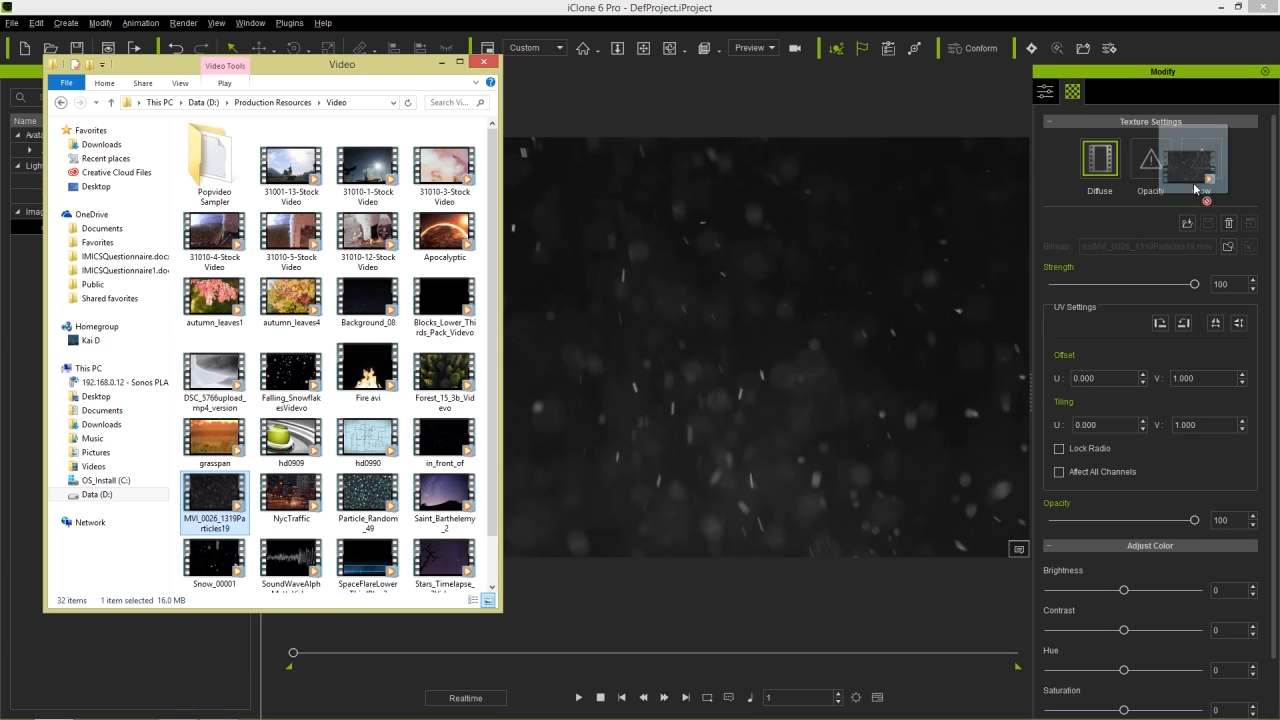 iClone 6 Pro - DefProject.iProject
File Edit Create Modify Animation Render View Window Plugins Help
Custom
Preview
Conform
Video Tools
Video
File Home Share View Play
This PC Data (D:) Production Resources Video
Search Vi...
Modify
Name
Favorites
Downloads
Recent places
Creative Cloud Files
Desktop
OneDrive
Documents
Favorites
IMICSQuestionnaire.docx
IMICSQuestionnaire1.doc
Public
Shared favorites
Homegroup
Kai D
This PC
192.168.0.12 - Sonos PLA
Desktop
Documents
Downloads
Music
Pictures
Videos
OS_Install (C:)
Data (D:)
Network
Popvideo Sampler
31001-13-Stock Video
31010-1-Stock Video
31010-3-Stock Video
31010-4-Stock Video
31010-5-Stock Video
31010-12-Stock Video
Apocalyptic
autumn_leaves1
autumn_leaves4
Background_08
Blocks_Lower_Thi
rds_Pack_Videvo
DSC_5766upload_
mp4_version
Falling_Snowflak
esVidevo
Fire avi
Forest_15_3b_Vid
evo
grasspan
hd0909
hd0990
in_front_of
MVI_0026_1319Pa
rticles19
NycTraffic
Particle_Random
_49
Saint_Barthelemy
_2
Snow_00001
SoundWaveAlph
SpaceFlareLower
Stars_Timelapse_
32 items 1 item selected 16.0 MB
Texture Settings
Diffuse
Opacity
Bitmap :
Strength
100
UV Settings
Offset
U : 0.000 V : 1.000
Tiling
U : 0.000 V : 1.000
Lock Radio
Affect All Channels
Opacity
100
Adjust Color
Brightness
0
Contrast
0
Hue
0
Saturation
0
Realtime
1